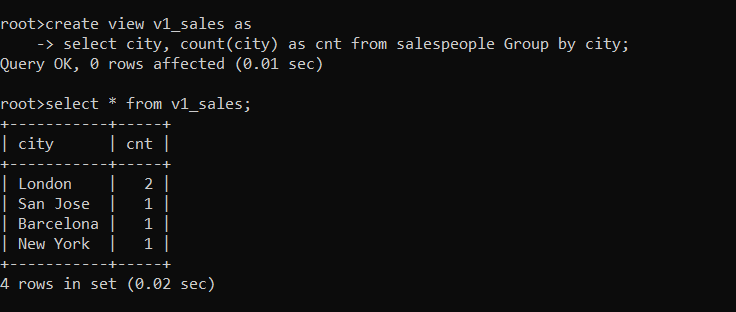 root>create view v1_sales as
    -> select city, count(city) as cnt from salespeople Group by city;
Query OK, 0 rows affected (0.01 sec)

root>select * from v1_sales;
+-----------+-----+
| city      | cnt |
+-----------+-----+
| London    |   2 |
| San Jose  |   1 |
| Barcelona |   1 |
| New York  |   1 |
+-----------+-----+
4 rows in set (0.02 sec)